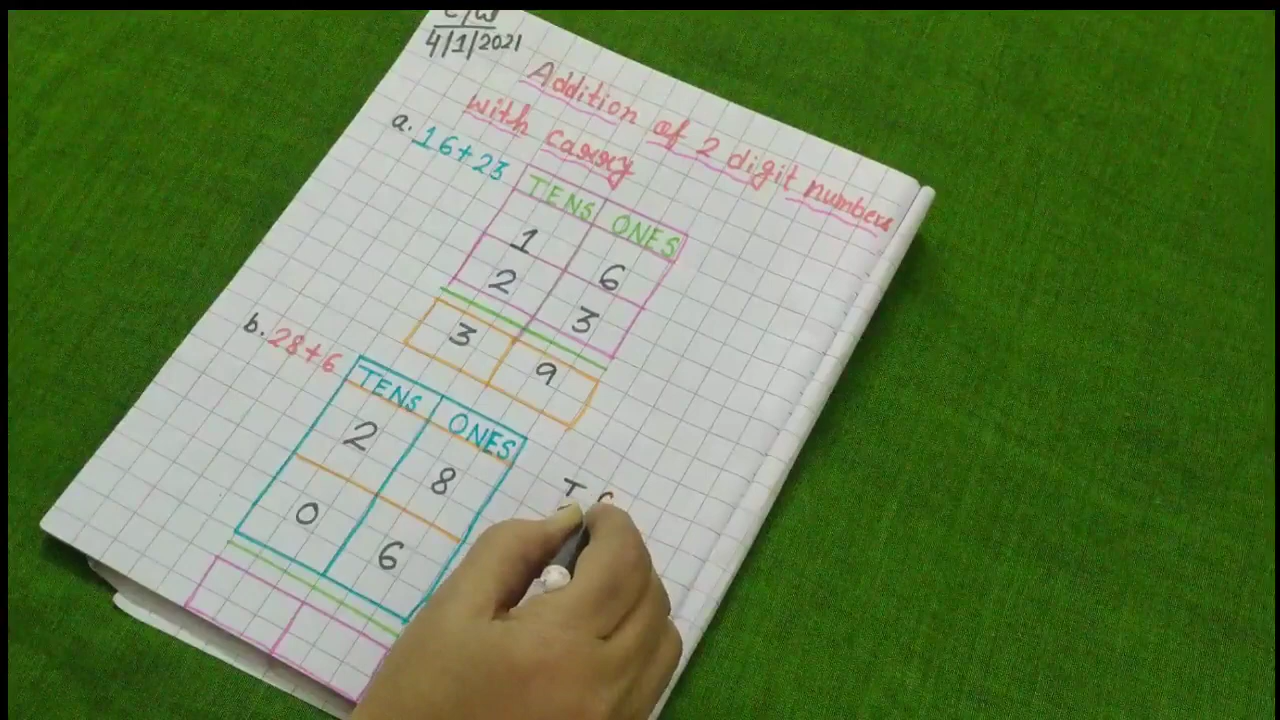 C/W
4/1/2021
Addition of 2 digit numbers
with carry
a. 16+23
TENS ONES
1 6
2 3
3 9
b. 28+6
TENS ONES
2 8
0 6
T